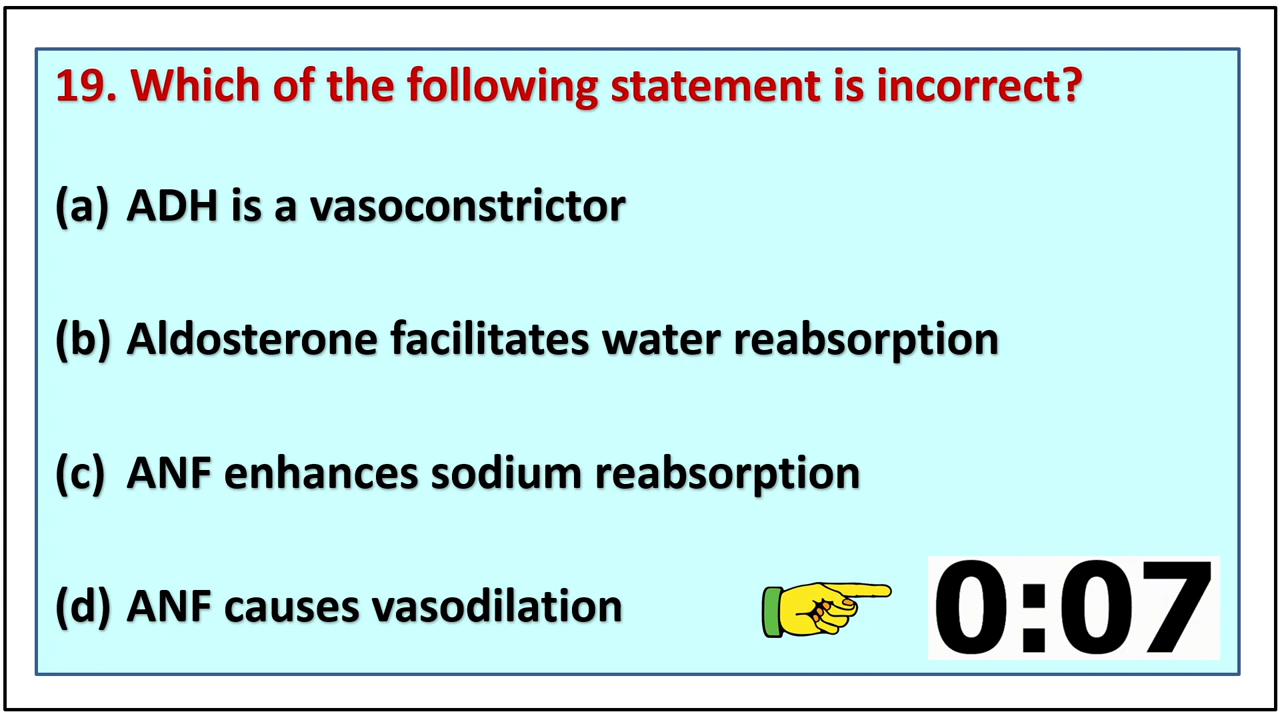 19. Which of the following statement is incorrect?
(a) ADH is a vasoconstrictor
(b) Aldosterone facilitates water reabsorption
(c) ANF enhances sodium reabsorption
(d) ANF causes vasodilation
0:07